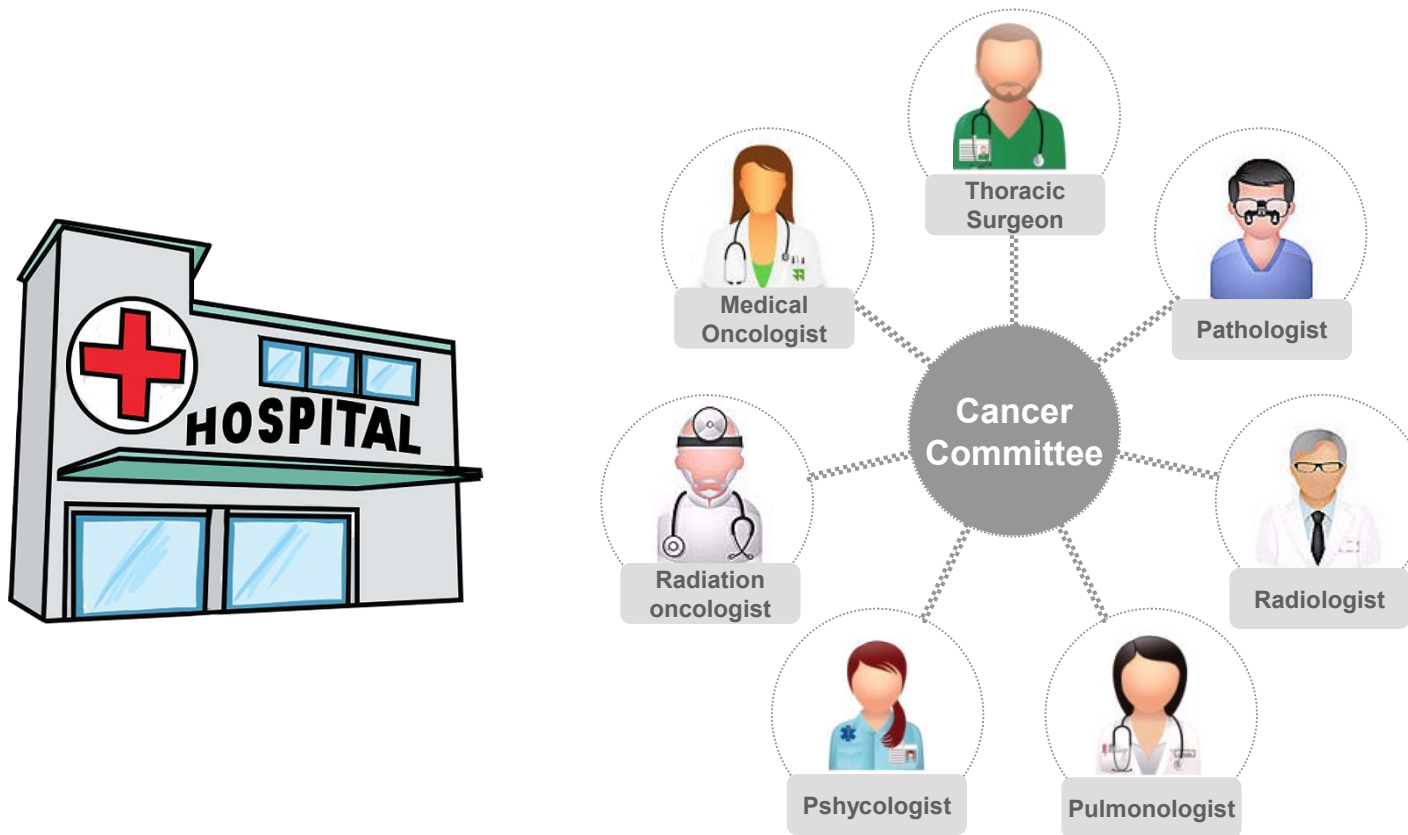 HOSPITAL
Thoracic
Surgeon
Medical
Oncologist
Pathologist
Cancer
Committee
Radiation
oncologist
Radiologist
Pshycologist
Pulmonologist